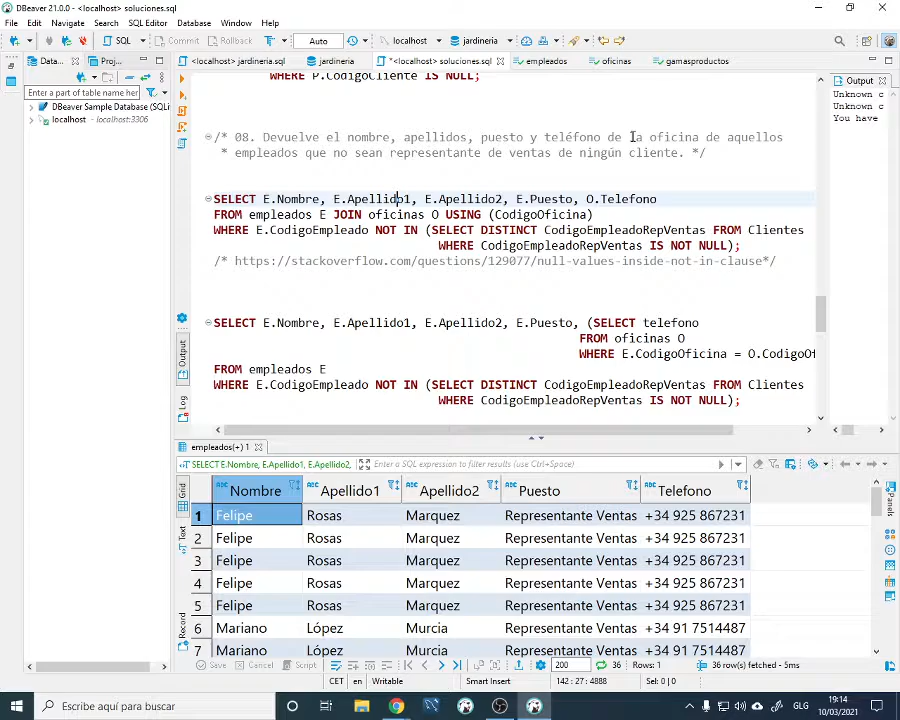 DBeaver 21.0.0 - <localhost> soluciones.sql
File Edit Navigate Search SQL Editor Database Window Help
SQL Commit Rollback Auto localhost jardineria
Data... Proj... <localhost> jardineria.sql jardineria *<localhost> soluciones.sql empleados oficinas gamasproductos Output
Enter a part of table name her
DBeaver Sample Database (SQLi
localhost :3306
WHERE P.CodigoCliente IS NULL;
Unknown c
Unknown c
You have
/* 08. Devuelve el nombre, apellidos, puesto y teléfono de la oficina de aquellos
* empleados que no sean representante de ventas de ningún cliente. */
SELECT E.Nombre, E.Apellido1, E.Apellido2, E.Puesto, O.Telefono
FROM empleados E JOIN oficinas O USING (CodigoOficina)
WHERE E.CodigoEmpleado NOT IN (SELECT DISTINCT CodigoEmpleadoRepVentas FROM Clientes
WHERE CodigoEmpleadoRepVentas IS NOT NULL);
/* https://stackoverflow.com/questions/129077/null-values-inside-not-in-clause*/
SELECT E.Nombre, E.Apellido1, E.Apellido2, E.Puesto, (SELECT telefono
FROM oficinas O
WHERE E.CodigoOficina = O.CodigoOf
FROM empleados E
WHERE E.CodigoEmpleado NOT IN (SELECT DISTINCT CodigoEmpleadoRepVentas FROM Clientes
WHERE CodigoEmpleadoRepVentas IS NOT NULL);
Output
Log
empleados(+) 1
SELECT E.Nombre, E.Apellido1, E.Apellido2, Enter a SQL expression to filter results (use Ctrl+Space)
Grid
Text
Record
Panels
Nombre Apellido1 Apellido2 Puesto Telefono
1 Felipe Rosas Marquez Representante Ventas +34 925 867231
2 Felipe Rosas Marquez Representante Ventas +34 925 867231
3 Felipe Rosas Marquez Representante Ventas +34 925 867231
4 Felipe Rosas Marquez Representante Ventas +34 925 867231
5 Felipe Rosas Marquez Representante Ventas +34 925 867231
6 Mariano López Murcia Representante Ventas +34 91 7514487
7 Mariano López Murcia Representante Ventas +34 91 7514487
Save Cancel Script 200 36 Rows: 1 36 row(s) fetched - 5ms
CET en Writable Smart Insert 142 : 27 : 4888 Sel: 0 | 0
Escribe aquí para buscar
19:14
GLE
10/03/2021